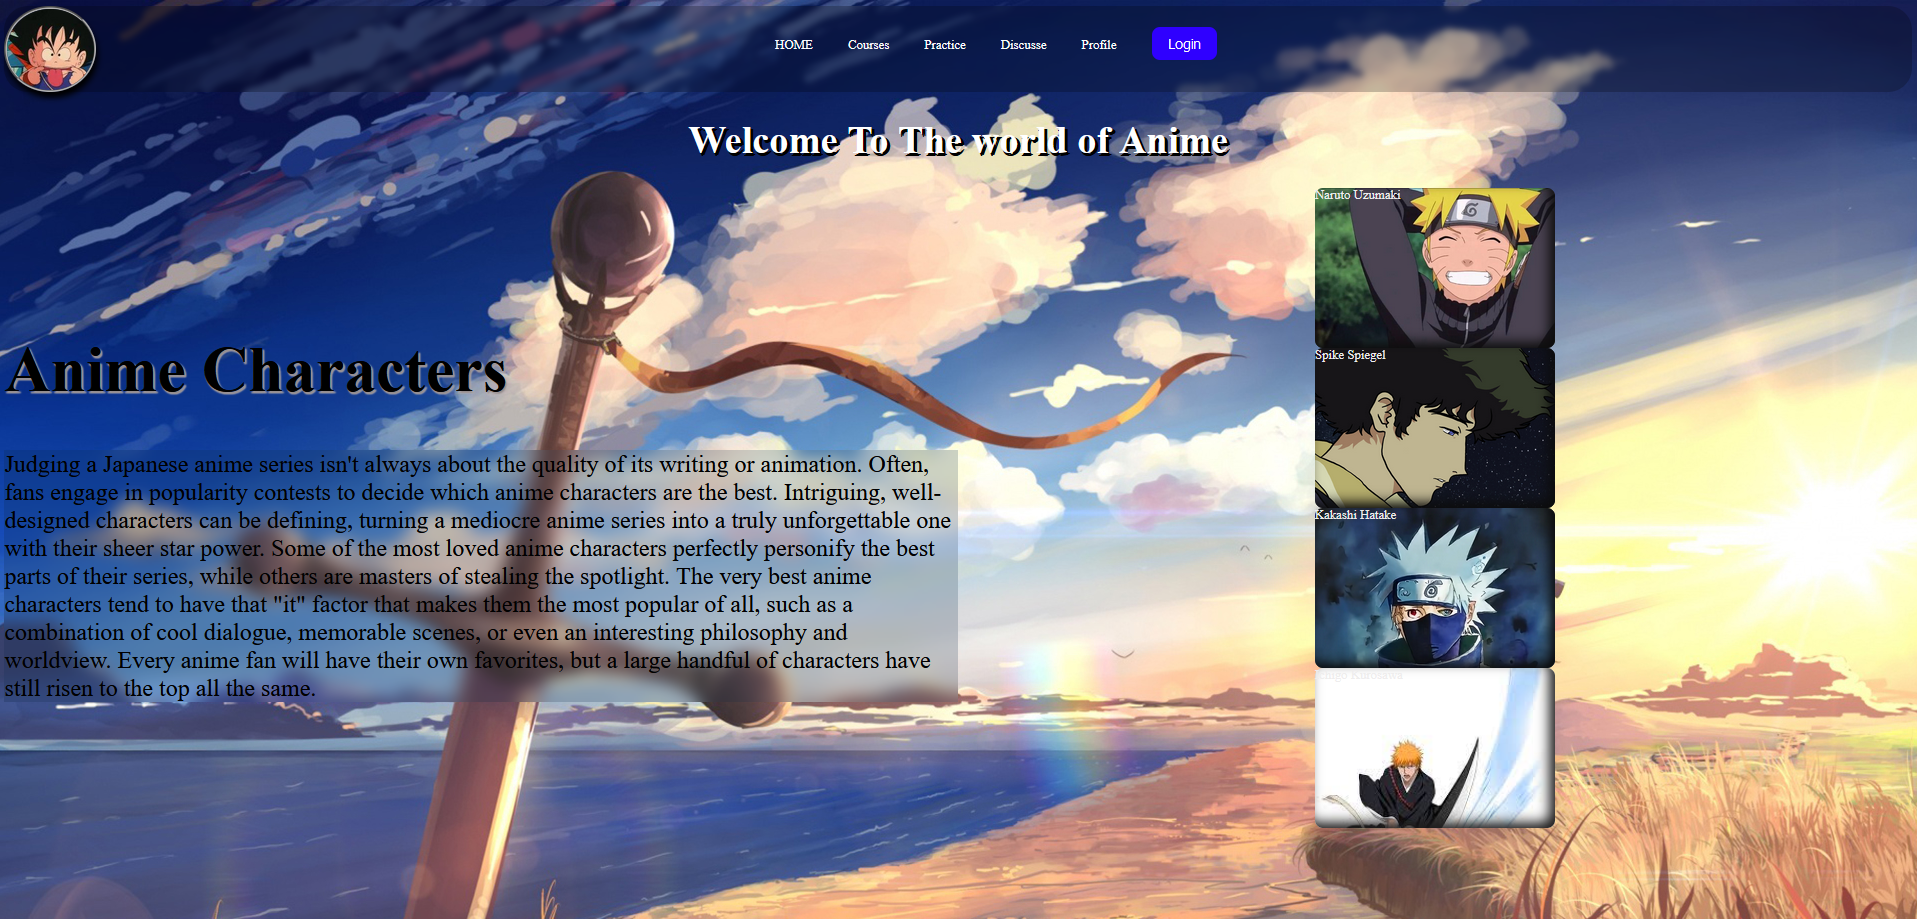 HOME Courses Practice Discusse Profile Login
Welcome To The world of Anime
Anime Characters
Judging a Japanese anime series isn't always about the quality of its writing or animation. Often,
fans engage in popularity contests to decide which anime characters are the best. Intriguing, well-
designed characters can be defining, turning a mediocre anime series into a truly unforgettable one
with their sheer star power. Some of the most loved anime characters perfectly personify the best
parts of their series, while others are masters of stealing the spotlight. The very best anime
characters tend to have that "it" factor that makes them the most popular of all, such as a
combination of cool dialogue, memorable scenes, or even an interesting philosophy and
worldview. Every anime fan will have their own favorites, but a large handful of characters have
still risen to the top all the same.
Naruto Uzumaki
Spike Spiegel
Kakashi Hatake